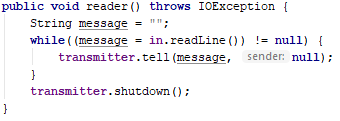 public void reader() throws IOException {
    String message = "";
    while((message = in.readLine()) != null) {
        transmitter.tell(message, sender: null);
    }
    transmitter.shutdown();
}